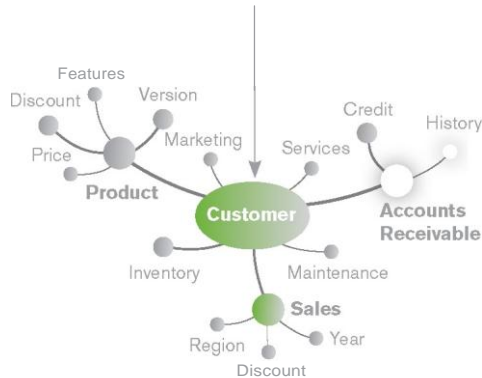 Features
Discount
Version
Credit
History
Price
Marketing
Services
Product
Customer
Accounts
Receivable
Inventory
Maintenance
Sales
Region
Year
Discount